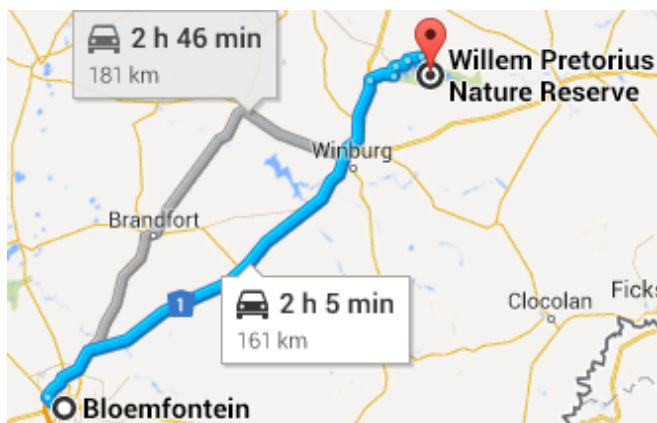 2 h 46 min
181 km
Willem Pretorius
Nature Reserve
Winburg
Brandfort
1
2 h 5 min
161 km
Clocolan
Ficks
Bloemfontein